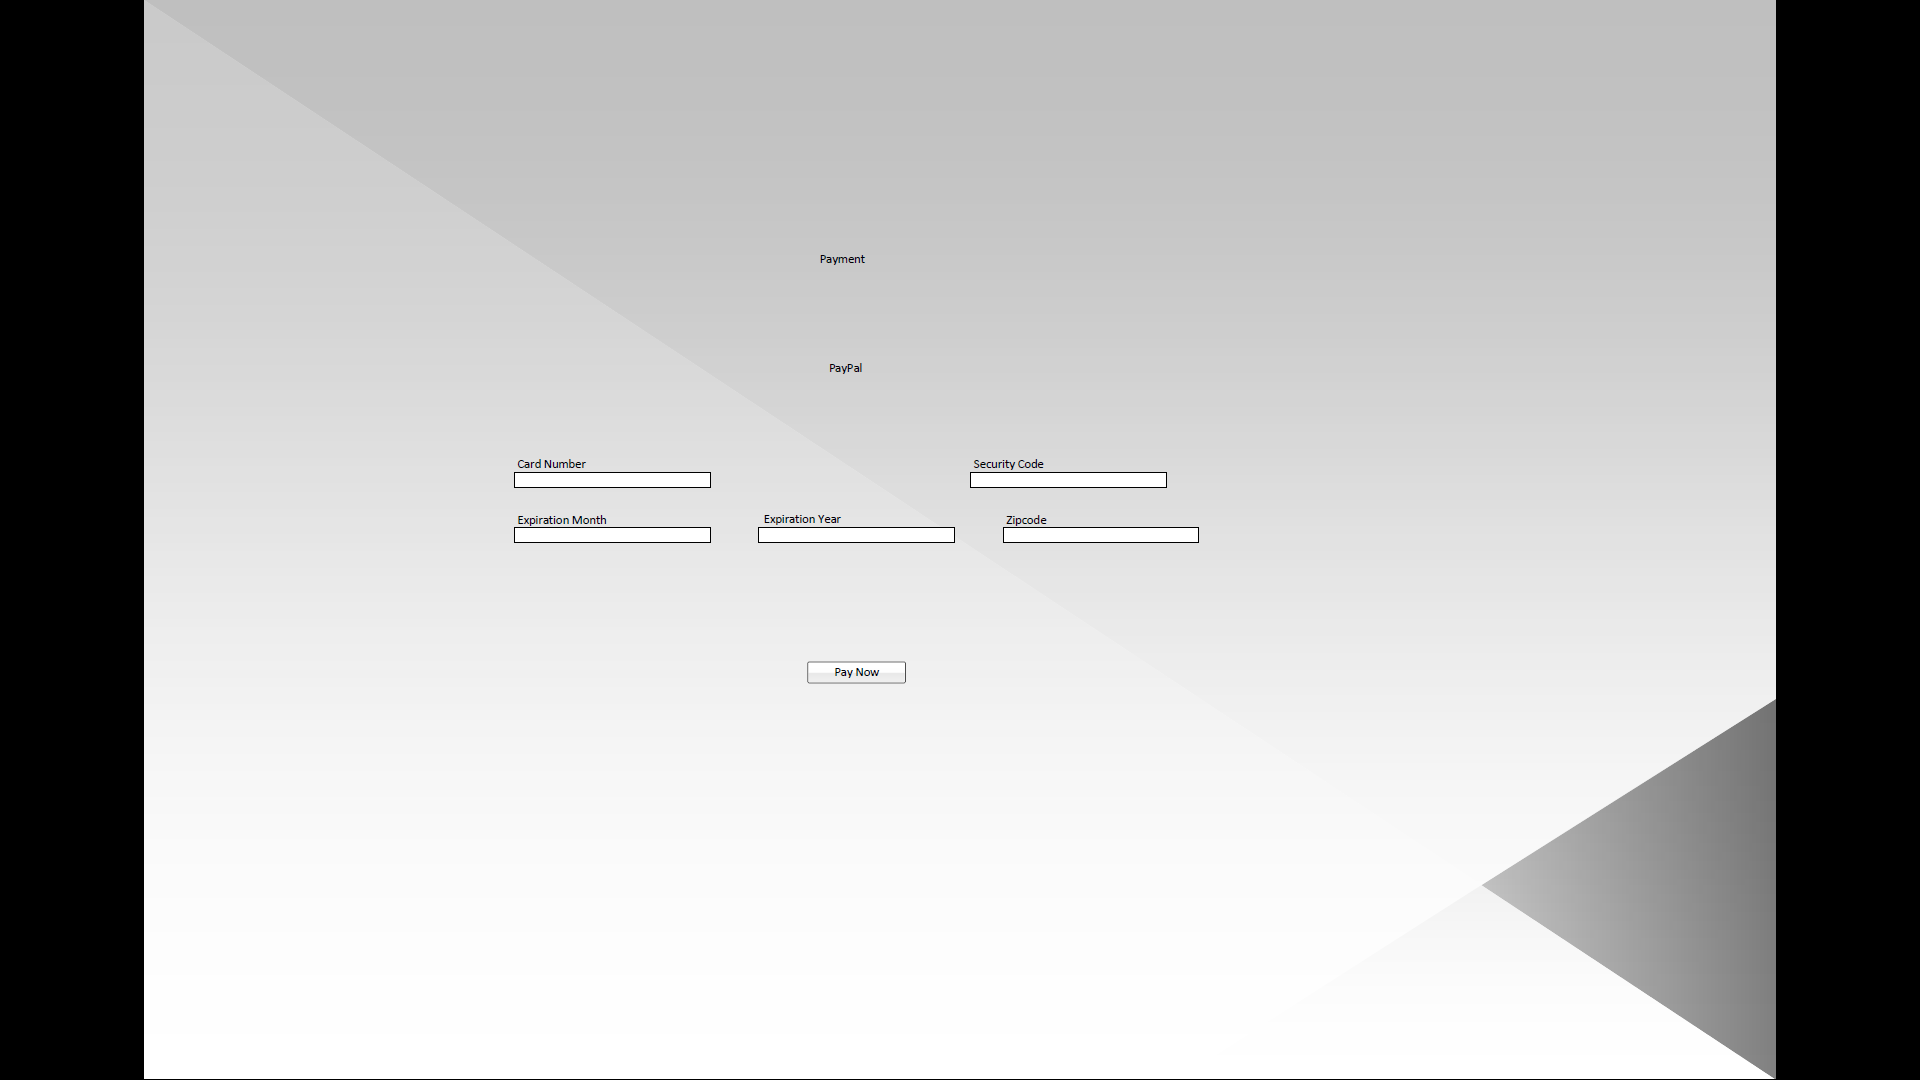 Payment
PayPal
Card Number
Security Code
Expiration Month
Expiration Year
Zipcode
Pay Now